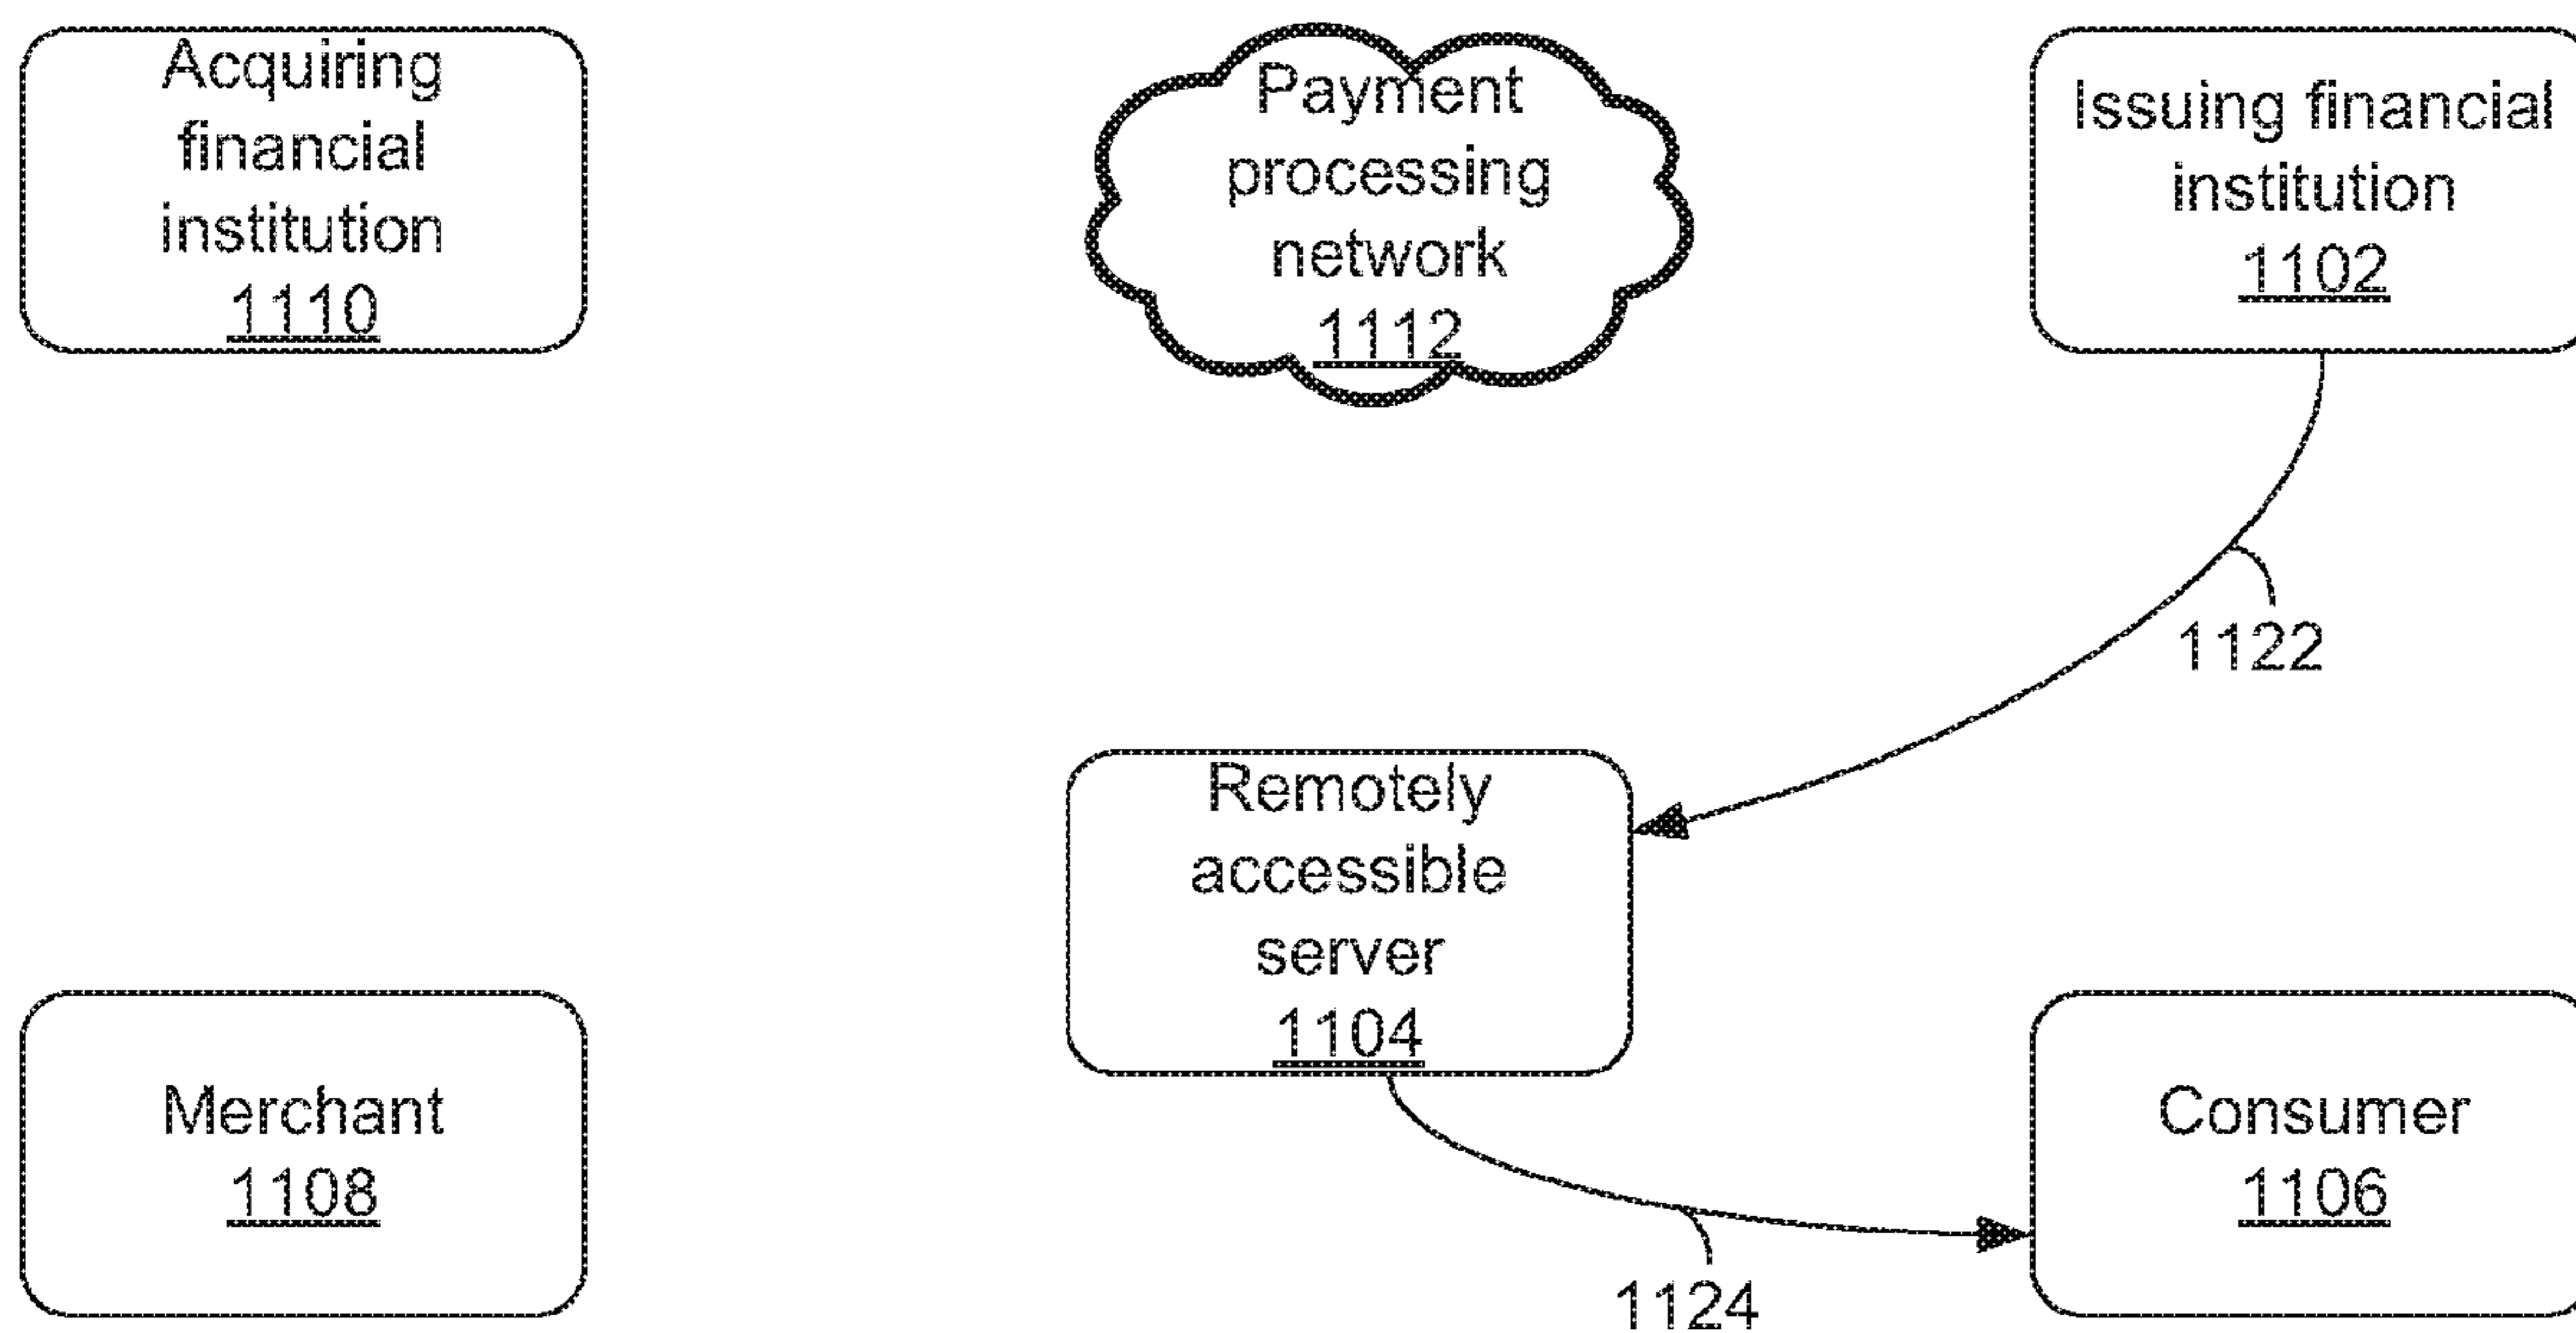 Acquiring
financial
institution
1110
Payment
processing
network
1112
Issuing financial
institution
1102
1122
Remotely
accessible
server
1104
Merchant
1108
Consumer
1106
1124